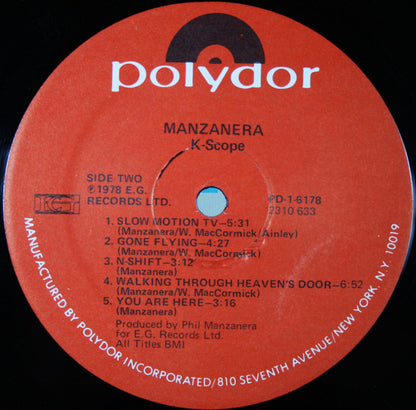 polydor
MANZANERA
K-Scope
SIDE TWO
℗1978 E.G.
RECORDS LTD.
PD-1-6178
2310 633
EG
1. SLOW MOTION TV–5:31
(Manzanera/W. MacCormick/Ainley)
2. GONE FLYING–4:27
(Manzanera/W. MacCormick)
3. N-SHIFT–3:12
(Manzanera)
4. WALKING THROUGH HEAVEN'S DOOR–6:52
(Manzanera/W. MacCormick)
5. YOU ARE HERE–3:16
(Manzanera)
Produced by Phil Manzanera
for E.G. Records Ltd.
All Titles BMI
MANUFACTURED BY POLYDOR INCORPORATED/810 SEVENTH AVENUE/NEW YORK. N.Y. 10019